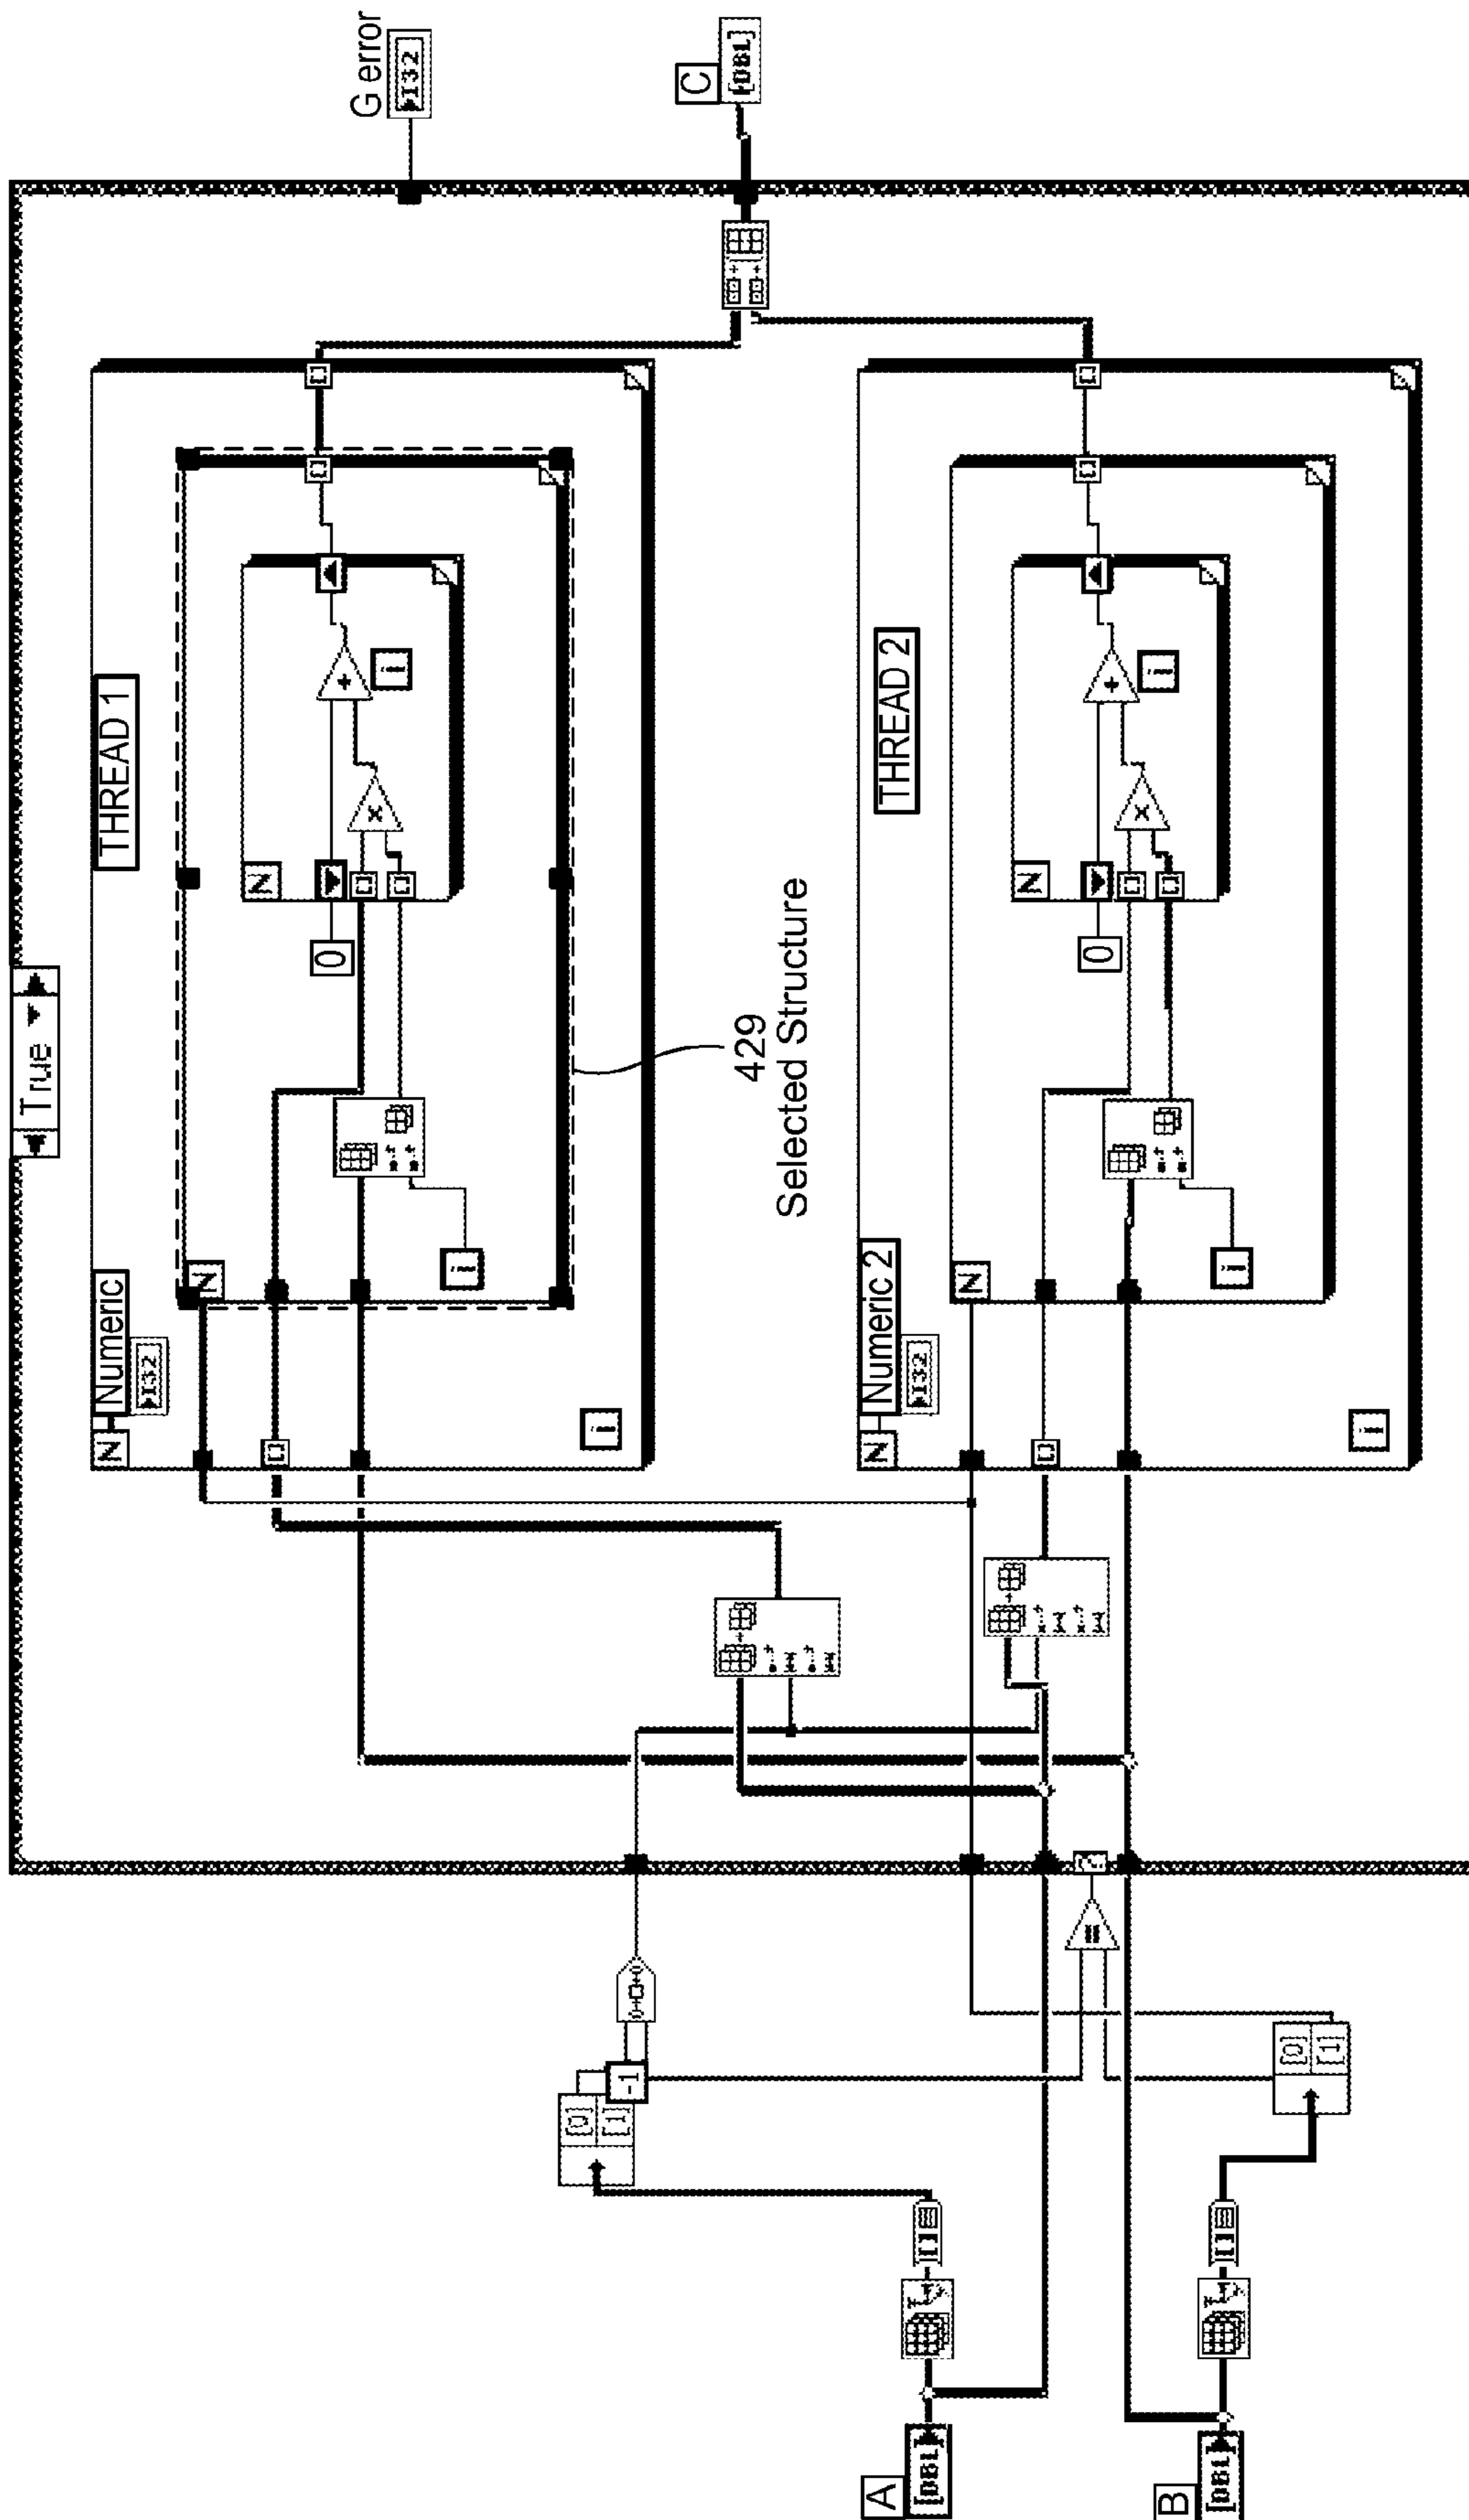 True
G error
I32
C
[DBL]
THREAD 1
Numeric
I32
N
N
i
0
N
x
+
i
i
429
Selected Structure
THREAD 2
Numeric 2
I32
N
N
i
0
N
x
+
i
i
?
=
[0]
[1]
-1
A
[DBL]
[0]
[1]
B
[DBL]